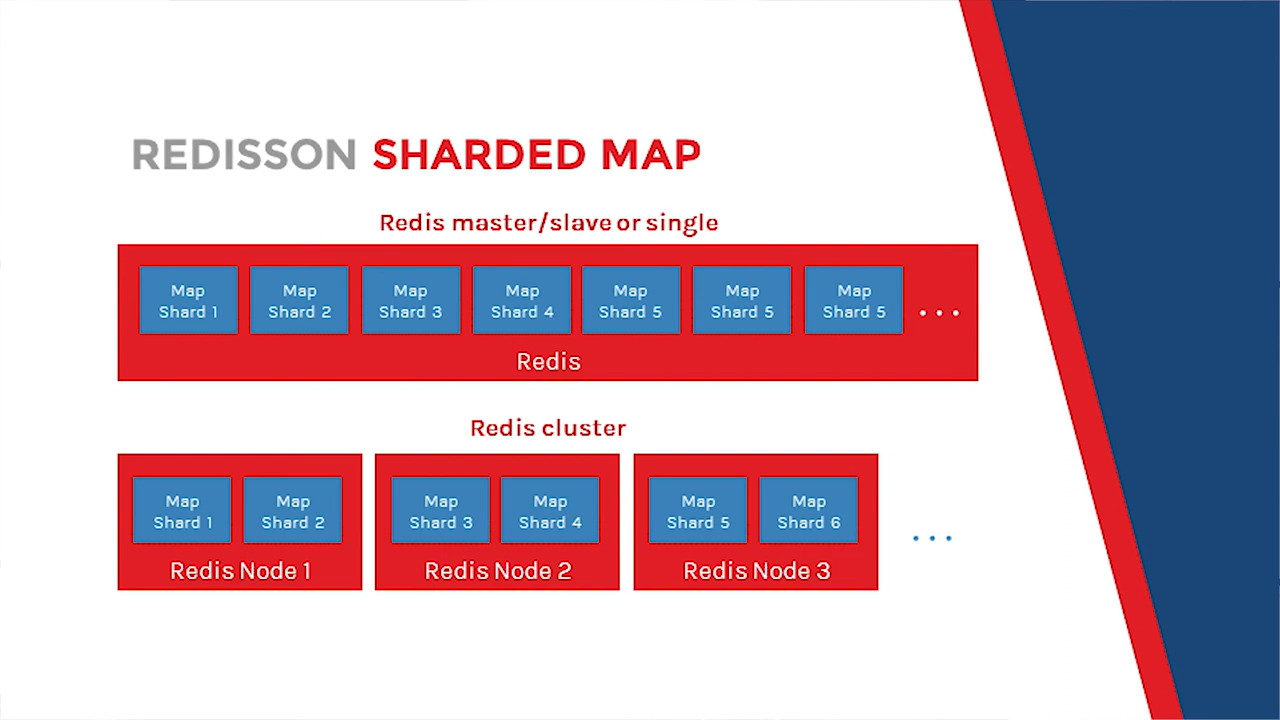 REDISSON SHARDED MAP
Redis master/slave or single
Map
Shard 1
Map
Shard 2
Map
Shard 3
Map
Shard 4
Map
Shard 5
Map
Shard 5
Map
Shard 5
...
Redis
Redis cluster
Map
Shard 1
Map
Shard 2
Redis Node 1
Map
Shard 3
Map
Shard 4
Redis Node 2
Map
Shard 5
Map
Shard 6
Redis Node 3
...